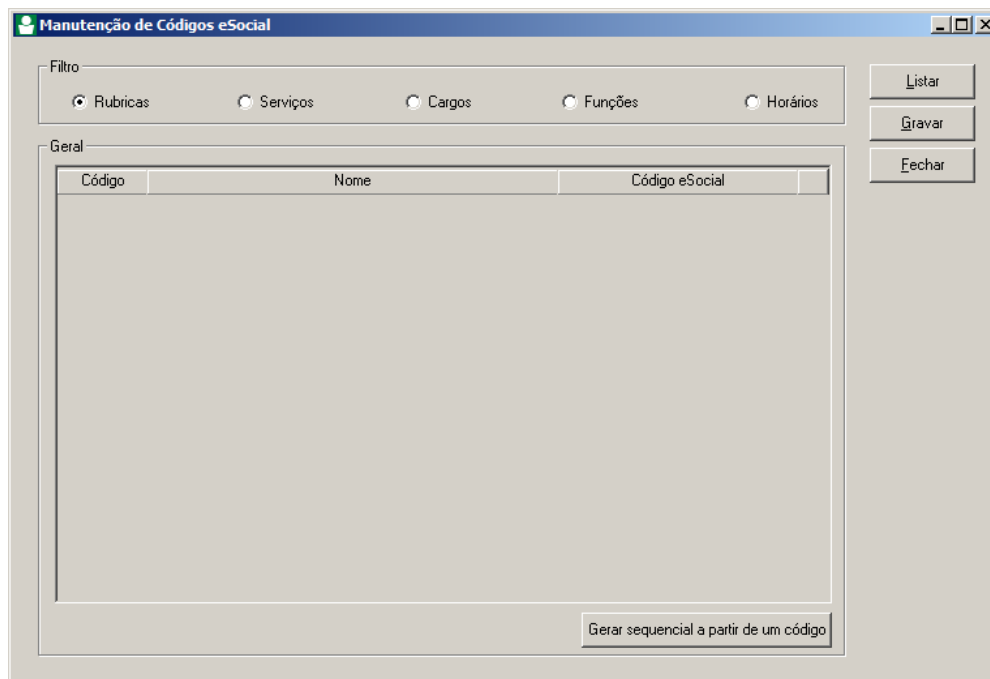 Manutenção de Códigos eSocial
Filtro
Rubricas Serviços Cargos Funções Horários
Listar
Gravar
Fechar
Geral
Código Nome Código eSocial
Gerar sequencial a partir de um código